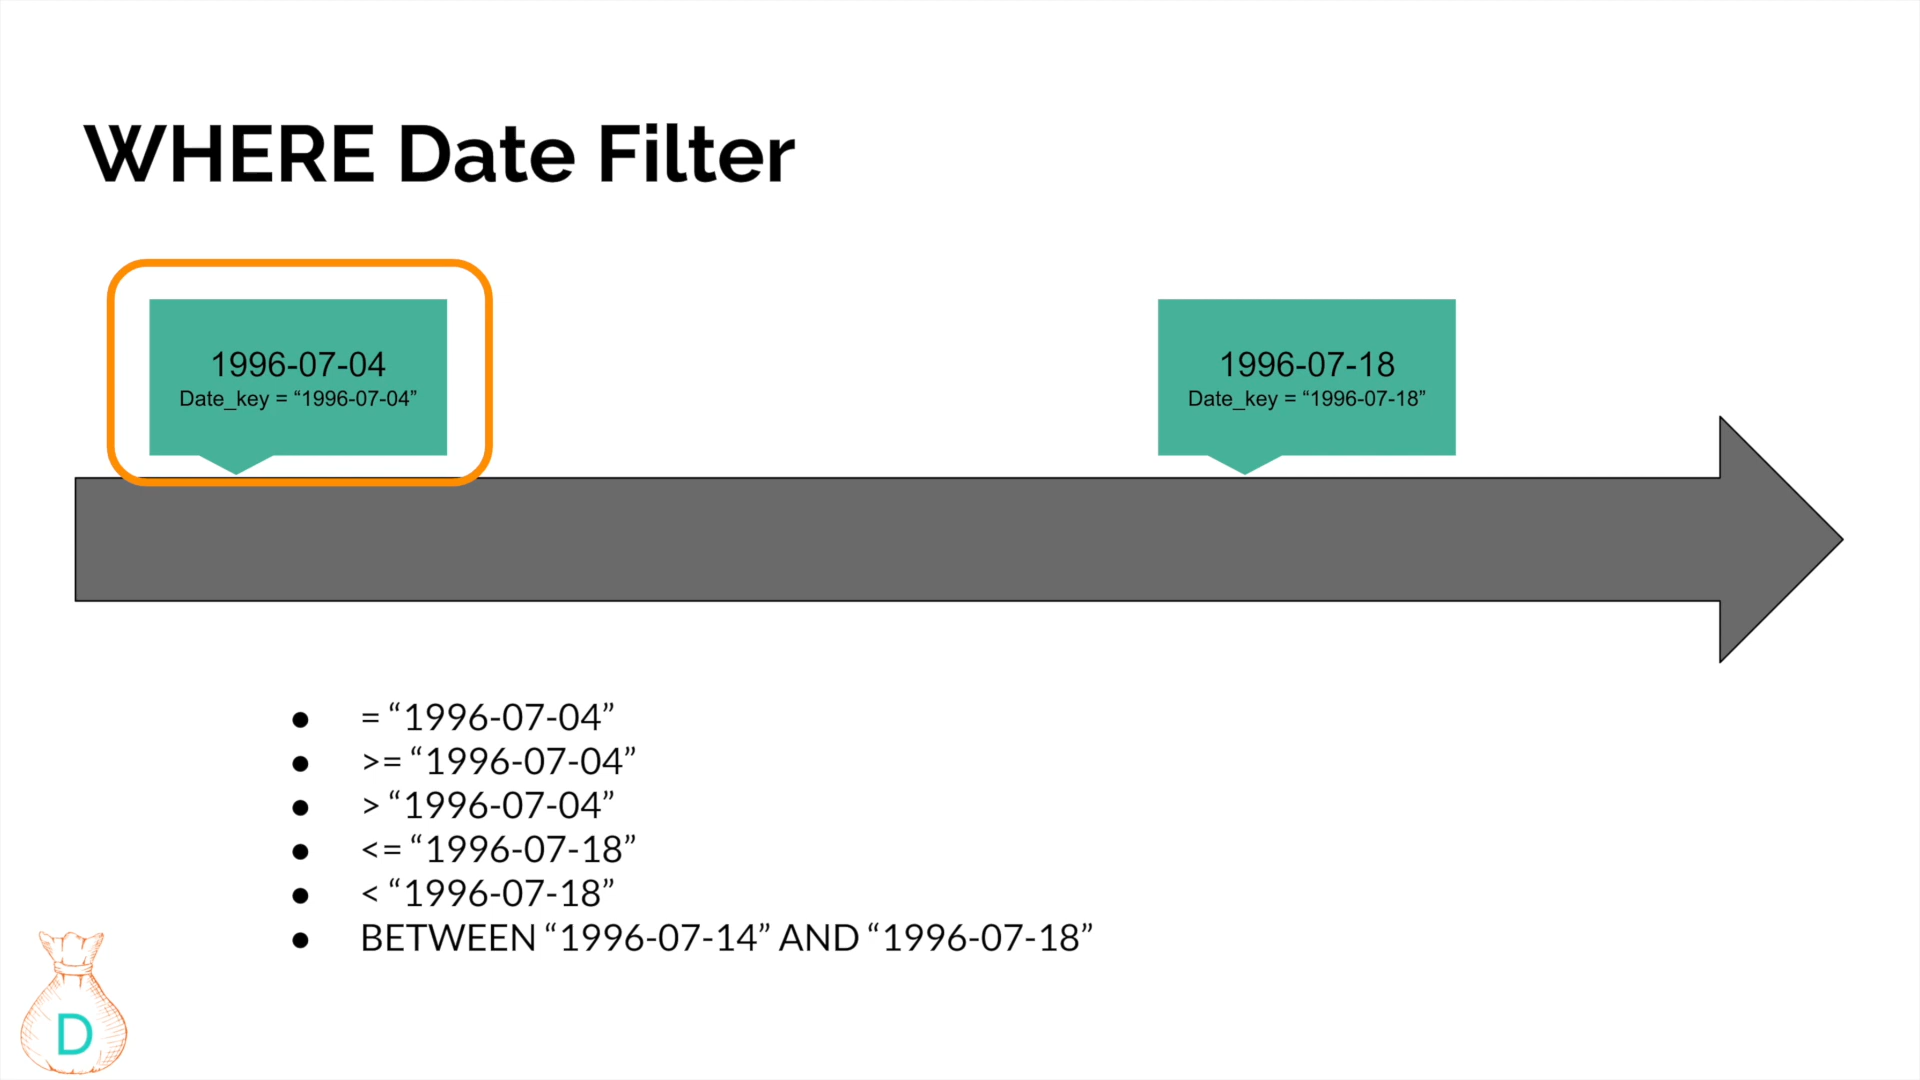 WHERE Date Filter
1996-07-04
Date_key = “1996-07-04”
1996-07-18
Date_key = “1996-07-18”
● = “1996-07-04”
● >= “1996-07-04”
● > “1996-07-04”
● <= “1996-07-18”
● < “1996-07-18”
● BETWEEN “1996-07-14” AND “1996-07-18”
D